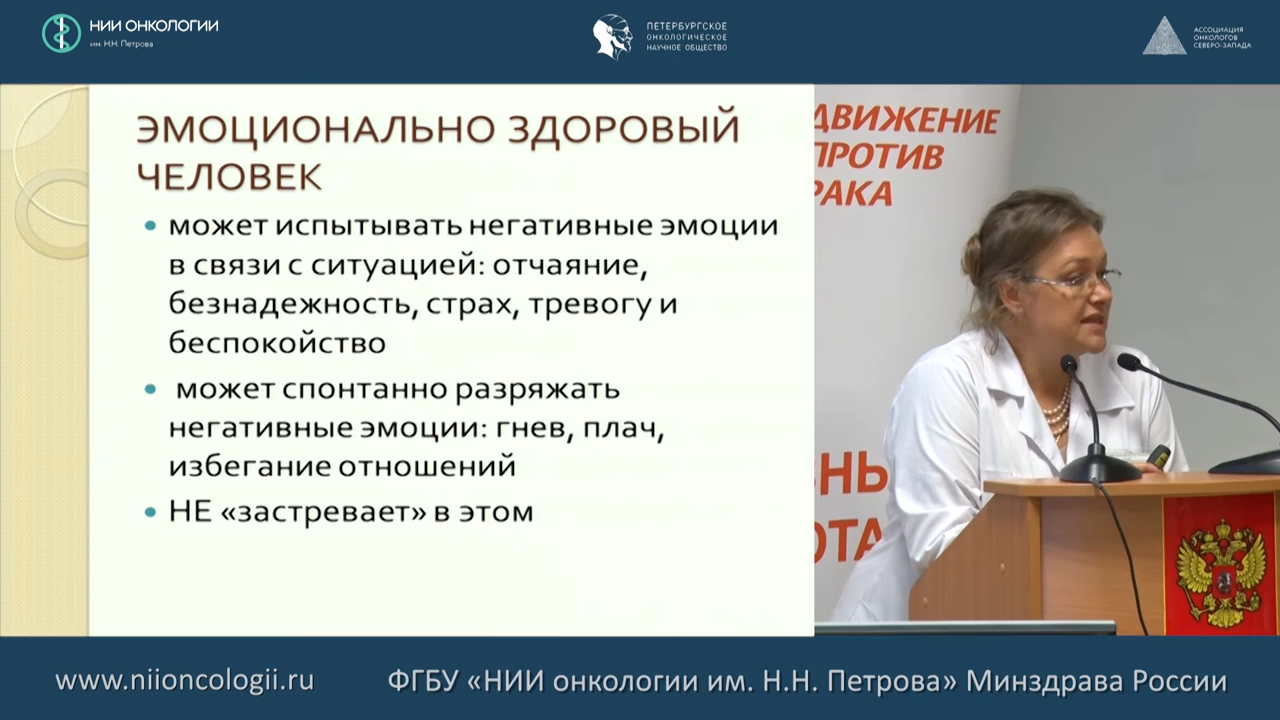 НИИ ОНКОЛОГИИ
им. Н.Н. Петрова
ПЕТЕРБУРГСКОЕ
ОНКОЛОГИЧЕСКОЕ
НАУЧНОЕ ОБЩЕСТВО
АССОЦИАЦИЯ
ОНКОЛОГОВ
СЕВЕРО-ЗАПАДА
ЭМОЦИОНАЛЬНО ЗДОРОВЫЙ
ЧЕЛОВЕК
• может испытывать негативные эмоции
в связи с ситуацией: отчаяние,
безнадежность, страх, тревогу и
беспокойство
• может спонтанно разряжать
негативные эмоции: гнев, плач,
избегание отношений
• НЕ «застревает» в этом
ДВИЖЕНИЕ
ПРОТИВ
РАКА
www.niioncologii.ru
ФГБУ «НИИ онкологии им. Н.Н. Петрова» Минздрава России